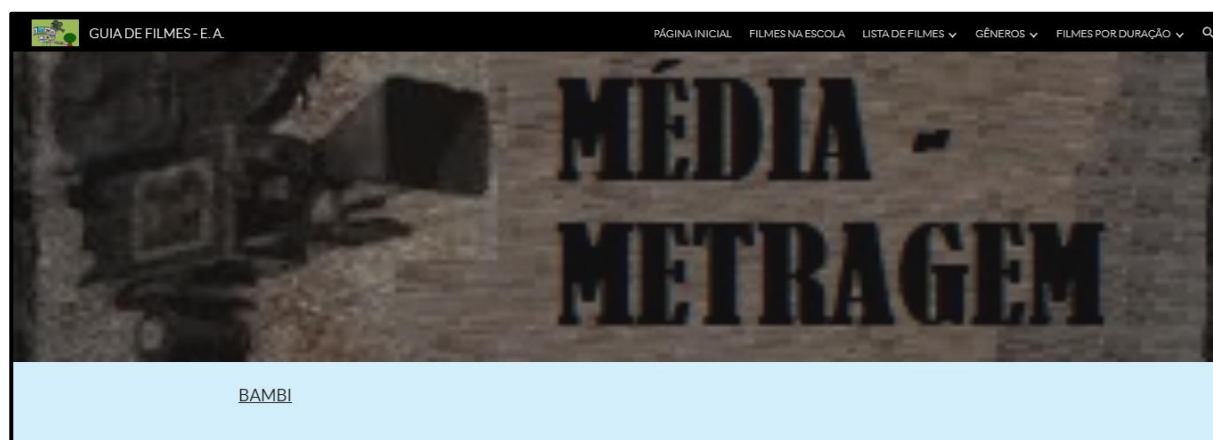 GUIA DE FILMES - E. A. PÁGINA INICIAL FILMES NA ESCOLA LISTA DE FILMES GÊNEROS FILMES POR DURAÇÃO
MÉDIA -
METRAGEM
BAMBI